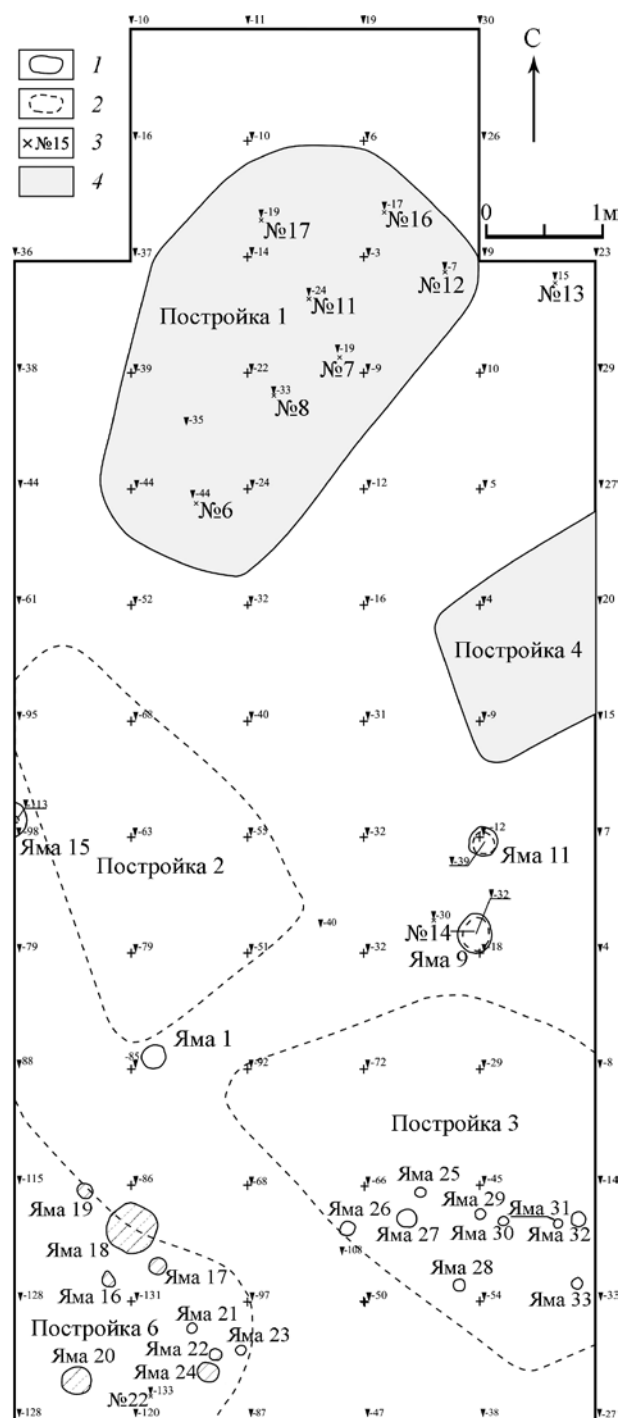 -10 -11 19 30
1
2
×№15 3
4
С
-16 -10 6 26
-19 -17
№17 №16
0 1м
-36 -37 -14 -3 9 23
-7 15
№12 №13
-24
№11
Постройка 1
-19
№7
-38 -39 -22 -9 10 29
-33
№8
-35
-44 -44 -24 -12 5 27
-44
№6
-61 -52 -32 -16 4 20
Постройка 4
-95 -68 -40 -31 -9 15
-113
-98 -63 -53 -32 -12 7
Яма 15
Постройка 2
-39 Яма 11
-32
-40 -30
№14
-79 -79 -51 -32 -18 4
Яма 9
Яма 1
-88 -85 -92 -72 -29 -8
Постройка 3
-115 -86 -68 -66 -45 -14
Яма 25
Яма 19
Яма 26 Яма 29 Яма 31
Яма 27 Яма 30 Яма 32
Яма 18
-108
Яма 17
Яма 16
Яма 28 Яма 33
-128 -131 -97 -50 -54 -33
Постройка 6
Яма 21
Яма 22 Яма 23
Яма 20 Яма 24
-133
№22
-128 -120 -87 -47 -38 -27